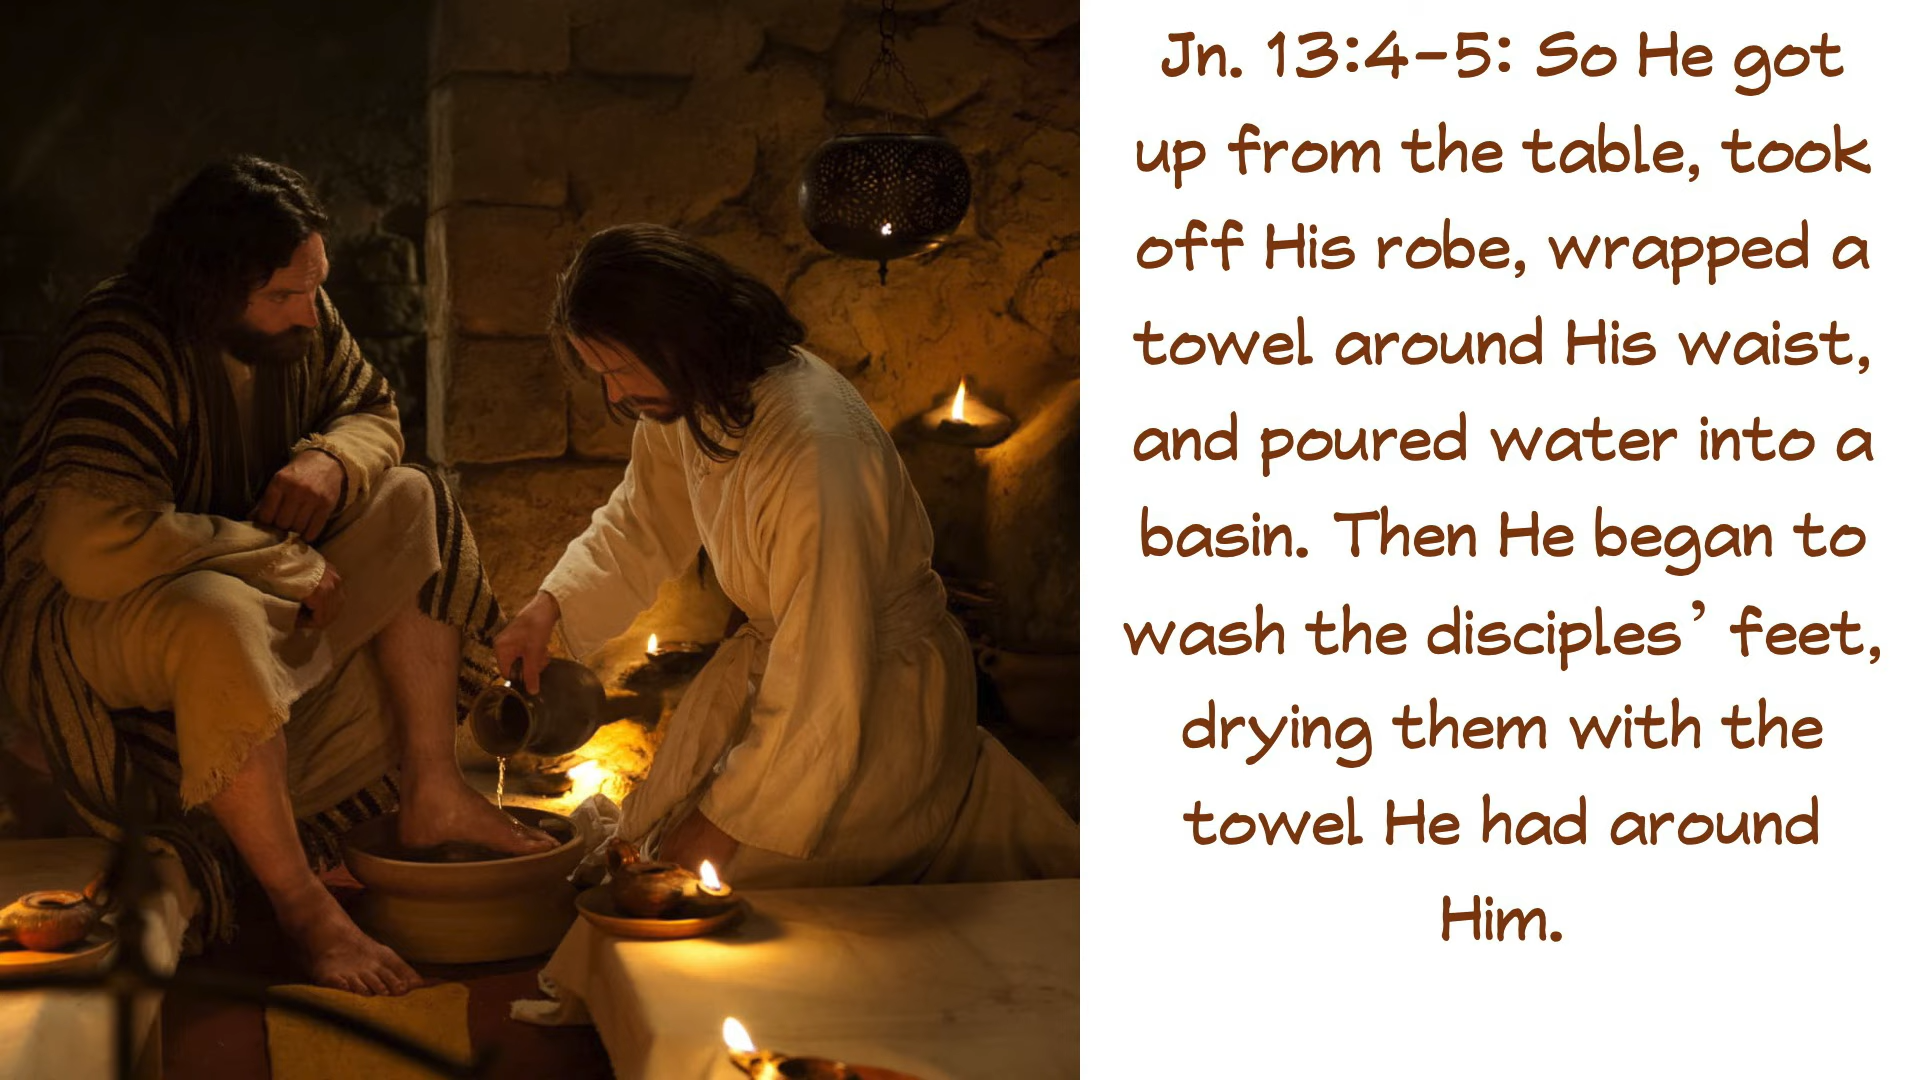 Jn. 13:4-5: So He got
up from the table, took
off His robe, wrapped a
towel around His waist,
and poured water into a
basin. Then He began to
wash the disciples’ feet,
drying them with the
towel He had around
Him.